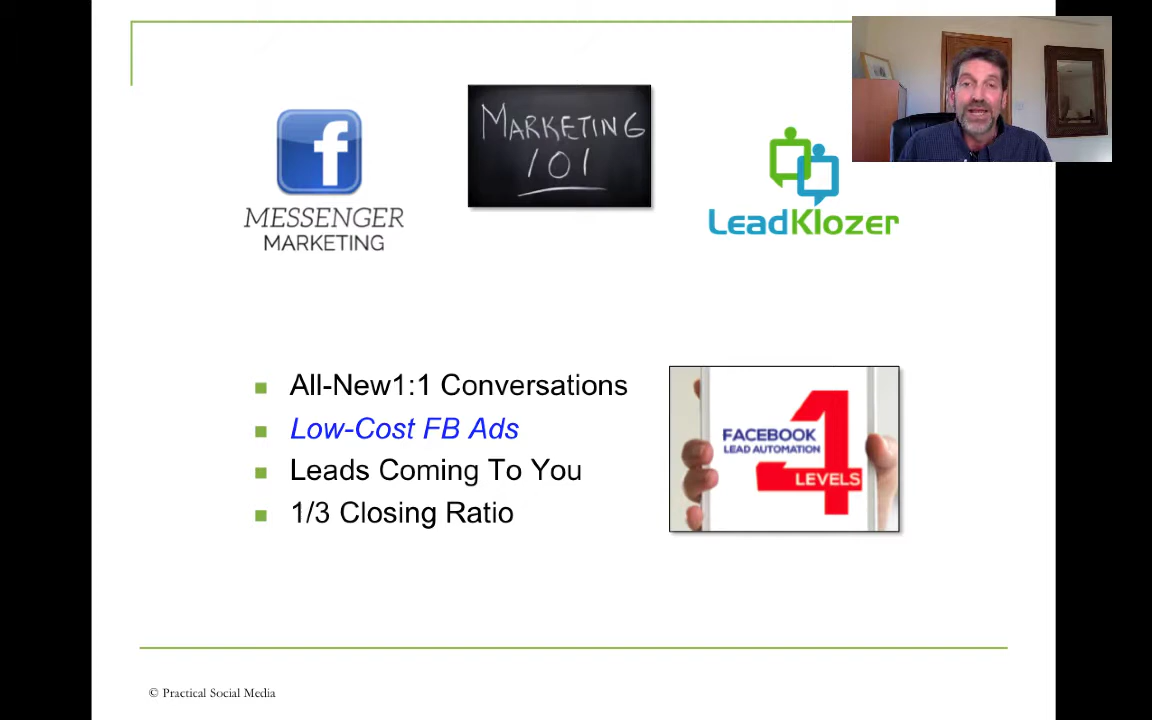 f
MESSENGER
MARKETING
MARKETING
101
LeadKlozer
All-New1:1 Conversations
Low-Cost FB Ads
Leads Coming To You
1/3 Closing Ratio
FACEBOOK
LEAD AUTOMATION
4
LEVELS
© Practical Social Media